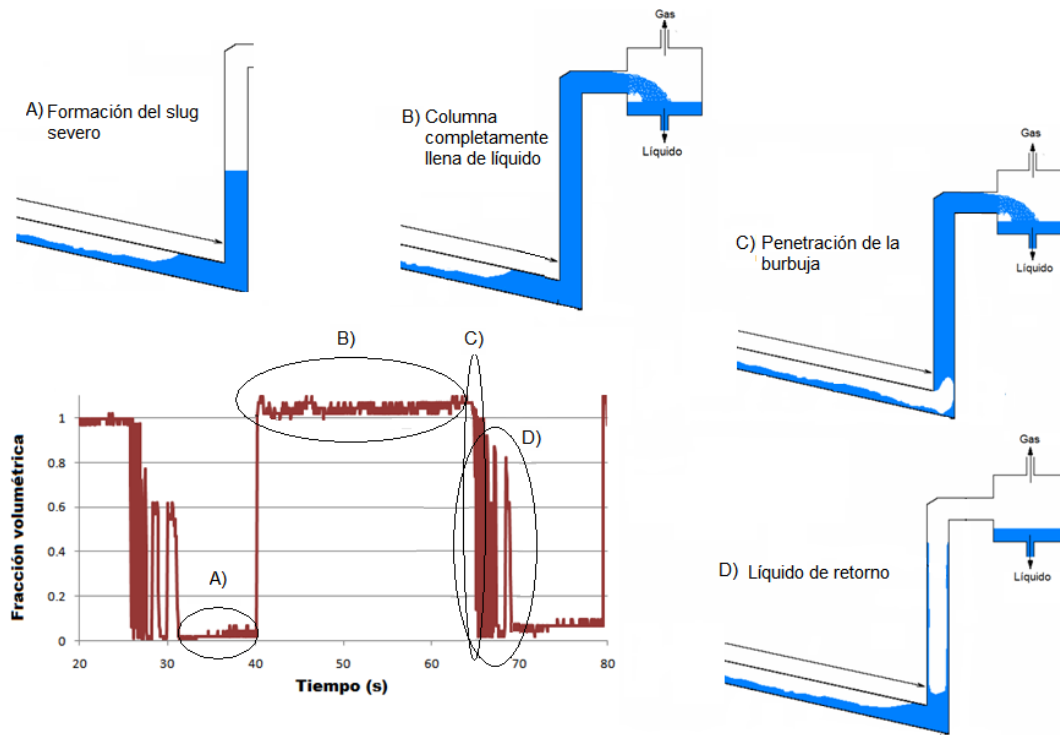 Gas
A) Formación del slug
severo
B) Columna
completamente
llena de líquido
Líquido
Gas
C) Penetración de la
burbuja
Líquido
B)
C)
D)
A)
Fracción volumétrica
1
0.8
0.6
0.4
0.2
0
20
30
40
50
60
70
80
Tiempo (s)
Gas
D) Líquido de retorno
Líquido